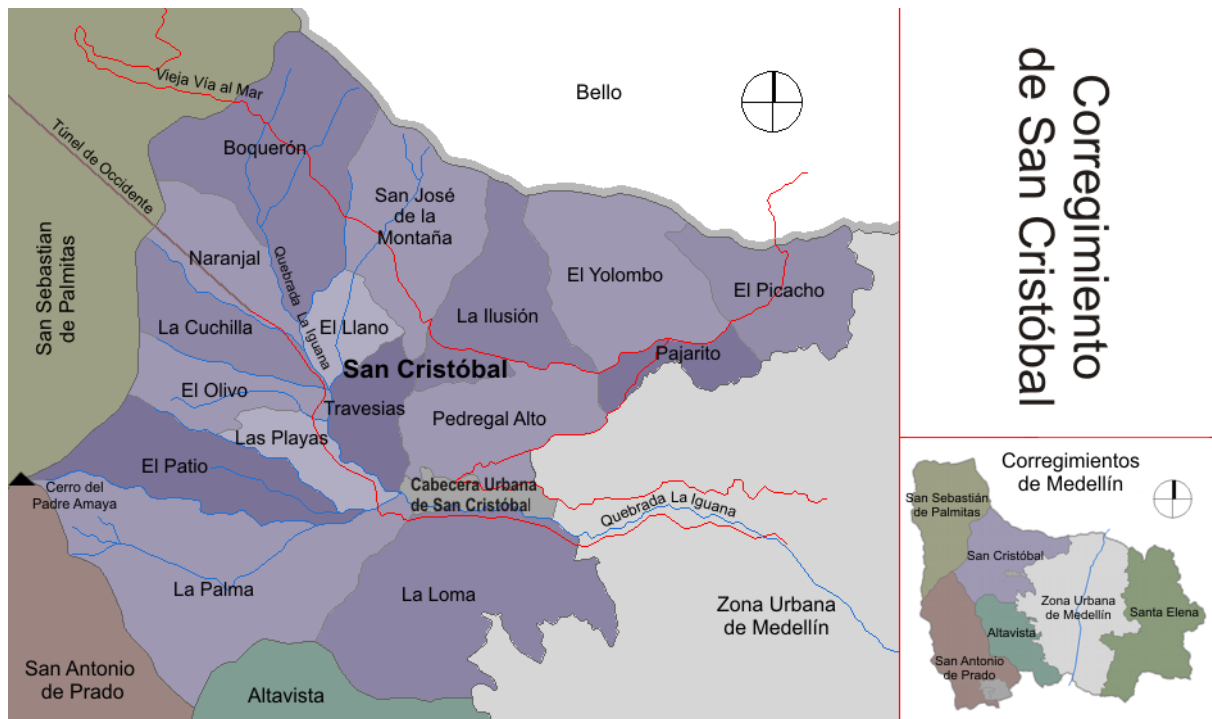 Corregimiento
de San Cristóbal
Bello
Vieja Vía al Mar
Túnel de Occidente
Boquerón
San José
de la
Montaña
Naranjal
Quebrada La Iguana
San Sebastian
de Palmitas
El Yolombo
El Picacho
La Cuchilla
El Llano
La Ilusión
Pajarito
San Cristóbal
El Olivo
Travesias
Pedregal Alto
Las Playas
El Patio
Cabecera Urbana
de San Cristóbal
Cerro del
Padre Amaya
Quebrada La Iguana
La Palma
La Loma
Zona Urbana
de Medellín
San Antonio
de Prado
Altavista
Corregimientos
de Medellín
San Sebastián
de Palmitas
San Cristóbal
Zona Urbana
de Medellín
Santa Elena
Altavista
San Antonio
de Prado